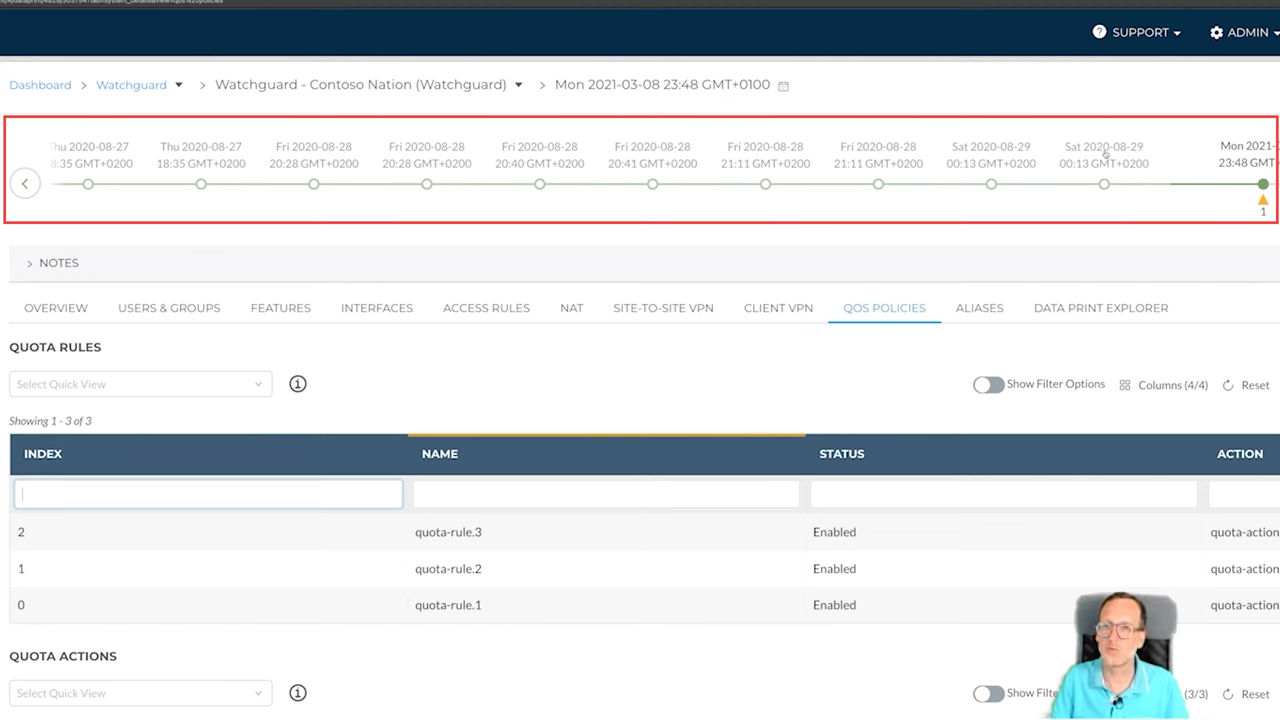 SUPPORT ADMIN
Dashboard > Watchguard > Watchguard - Contoso Nation (Watchguard) > Mon 2021-03-08 23:48 GMT+0100
Thu 2020-08-27 Thu 2020-08-27 Fri 2020-08-28 Fri 2020-08-28 Fri 2020-08-28 Fri 2020-08-28 Fri 2020-08-28 Fri 2020-08-28 Sat 2020-08-29 Sat 2020-08-29 Mon 2021-
8:35 GMT+0200 18:35 GMT+0200 20:28 GMT+0200 20:28 GMT+0200 20:40 GMT+0200 20:41 GMT+0200 21:11 GMT+0200 21:11 GMT+0200 00:13 GMT+0200 00:13 GMT+0200 23:48 GMT
1
> NOTES
OVERVIEW USERS & GROUPS FEATURES INTERFACES ACCESS RULES NAT SITE-TO-SITE VPN CLIENT VPN QOS POLICIES ALIASES DATA PRINT EXPLORER
QUOTA RULES
Select Quick View Show Filter Options Columns (4/4) Reset
Showing 1 - 3 of 3
INDEX NAME STATUS ACTION
2 quota-rule.3 Enabled quota-action
1 quota-rule.2 Enabled quota-action
0 quota-rule.1 Enabled quota-action
QUOTA ACTIONS
Select Quick View Show Filte (3/3) Reset